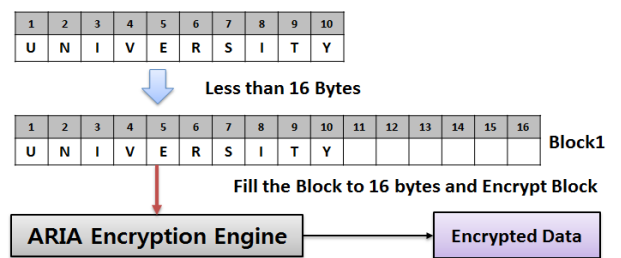 1 2 3 4 5 6 7 8 9 10
U N I V E R S I T Y
Less than 16 Bytes
1 2 3 4 5 6 7 8 9 10 11 12 13 14 15 16
U N I V E R S I T Y
Block1
Fill the Block to 16 bytes and Encrypt Block
ARIA Encryption Engine
Encrypted Data